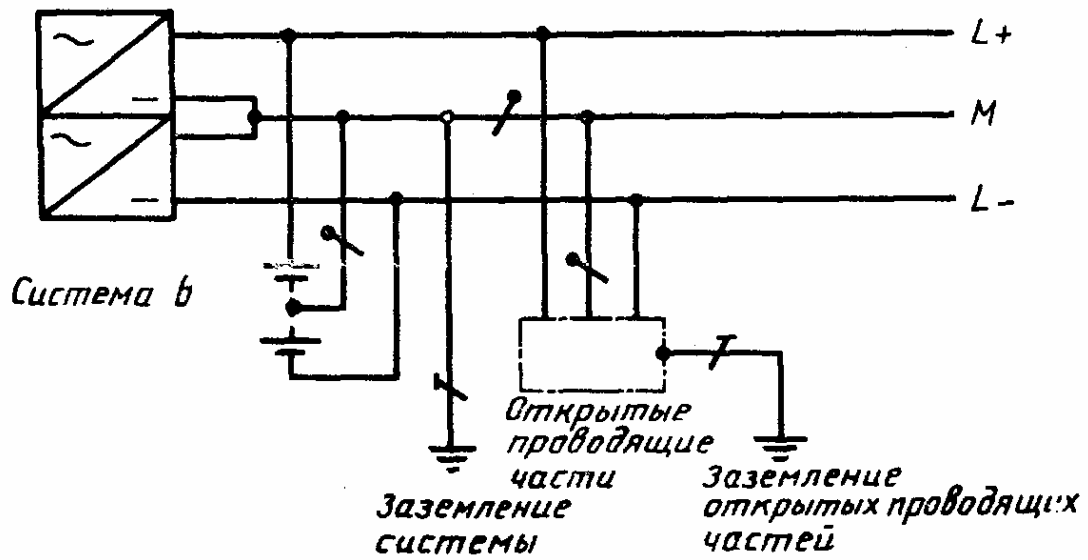 L+
M
L-
Система b
Открытые
проводящие
части
Заземление
системы
Заземление
открытых проводящих
частей